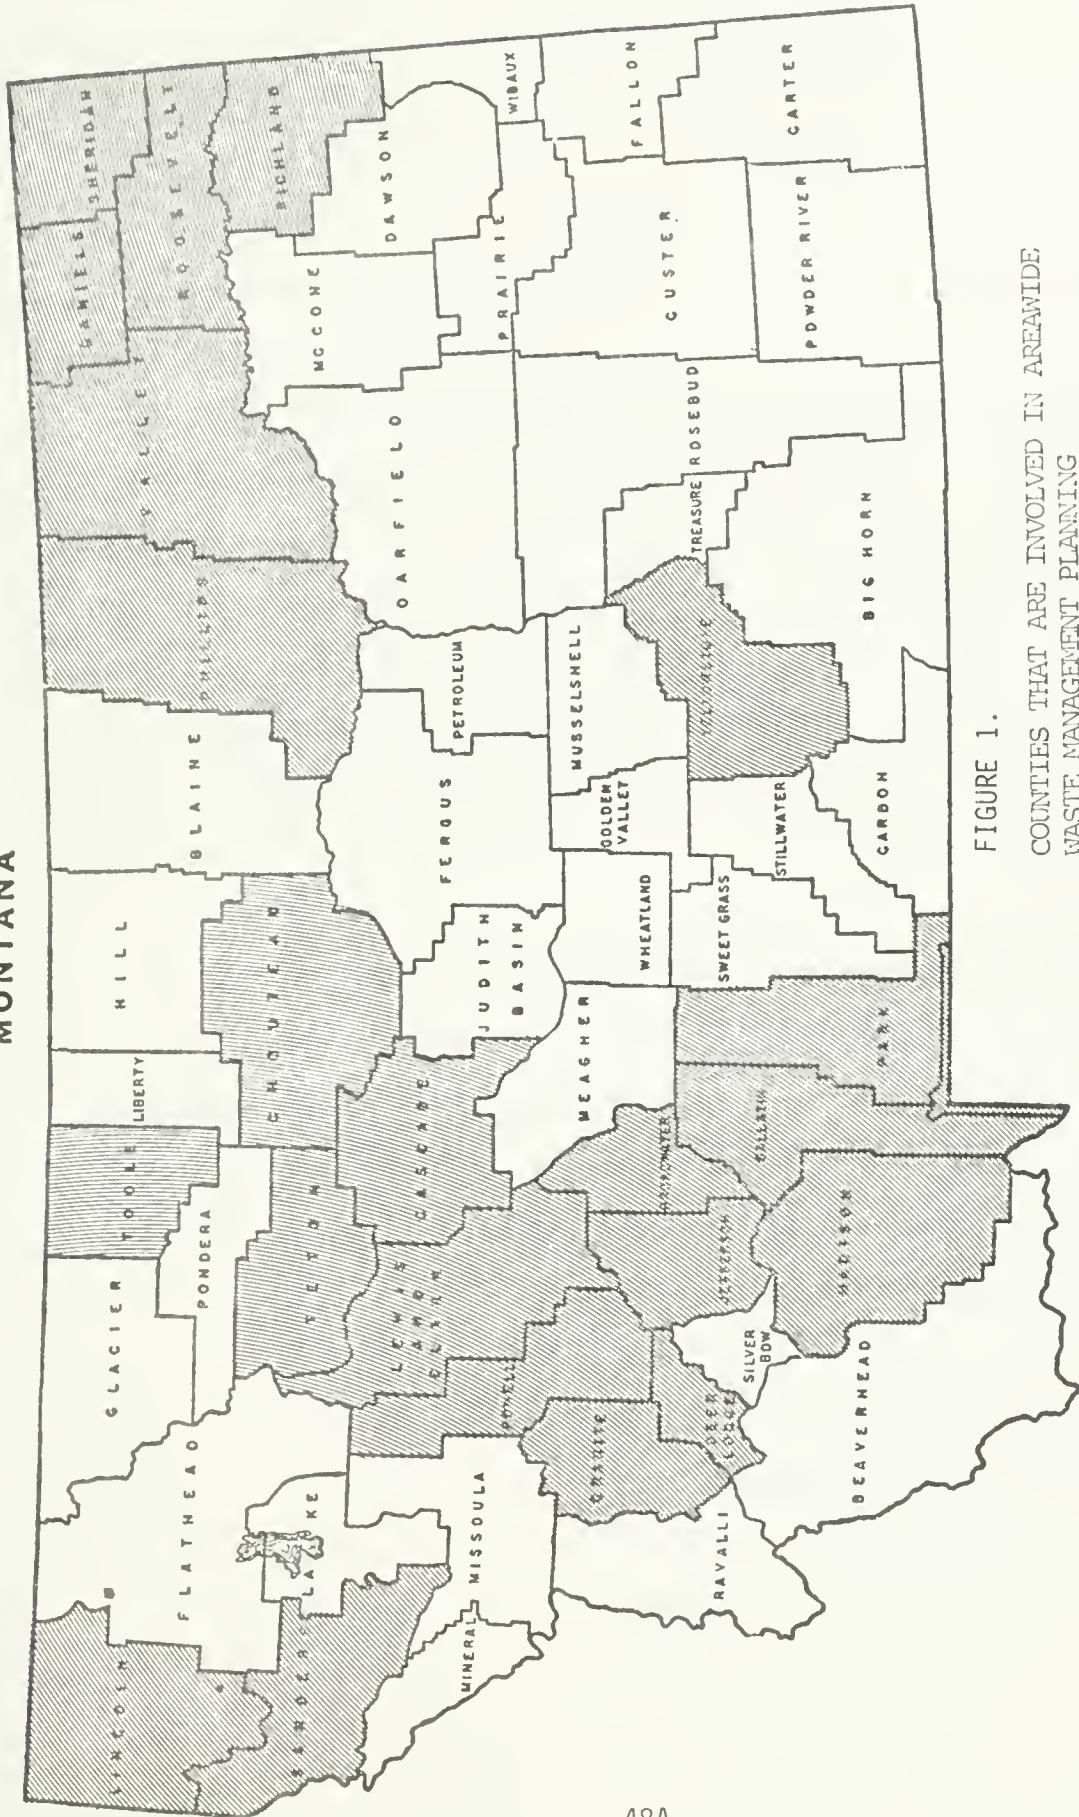 MONTANA
LINCOLN
FLATHEAD
GLACIER
TOOLE
LIBERTY
HILL
BLAINE
PHILLIPS
VALLEY
DANIELS
SHERIDAN
ROOSEVELT
RICHLAND
SANDERS
LAKE
PONDERA
TETON
CHOUTEAU
MCCONE
DAWSON
WIBAUX
MINERAL
MISSOULA
POWELL
LEWIS
AND
CLARK
CASCADE
JUDITH
BASIN
FERGUS
PETROLEUM
OARFIELD
PRAIRIE
FALLON
RAVALLI
GRANITE
DEER
LODGE
SILVER
BOW
JEFFERSON
BROADWATER
MEAGHER
WHEATLAND
GOLDEN
VALLEY
MUSSELSHELL
TREASURE
ROSEBUD
CUSTER
CARTER
BEAVERHEAD
MADISON
GALLATIN
PARK
SWEET GRASS
STILLWATER
CARBON
YELLOWSTONE
BIG HORN
POWDER RIVER
FIGURE 1.
COUNTIES THAT ARE INVOLVED IN AREAWIDE
WASTE MANAGEMENT PLANNING
48A